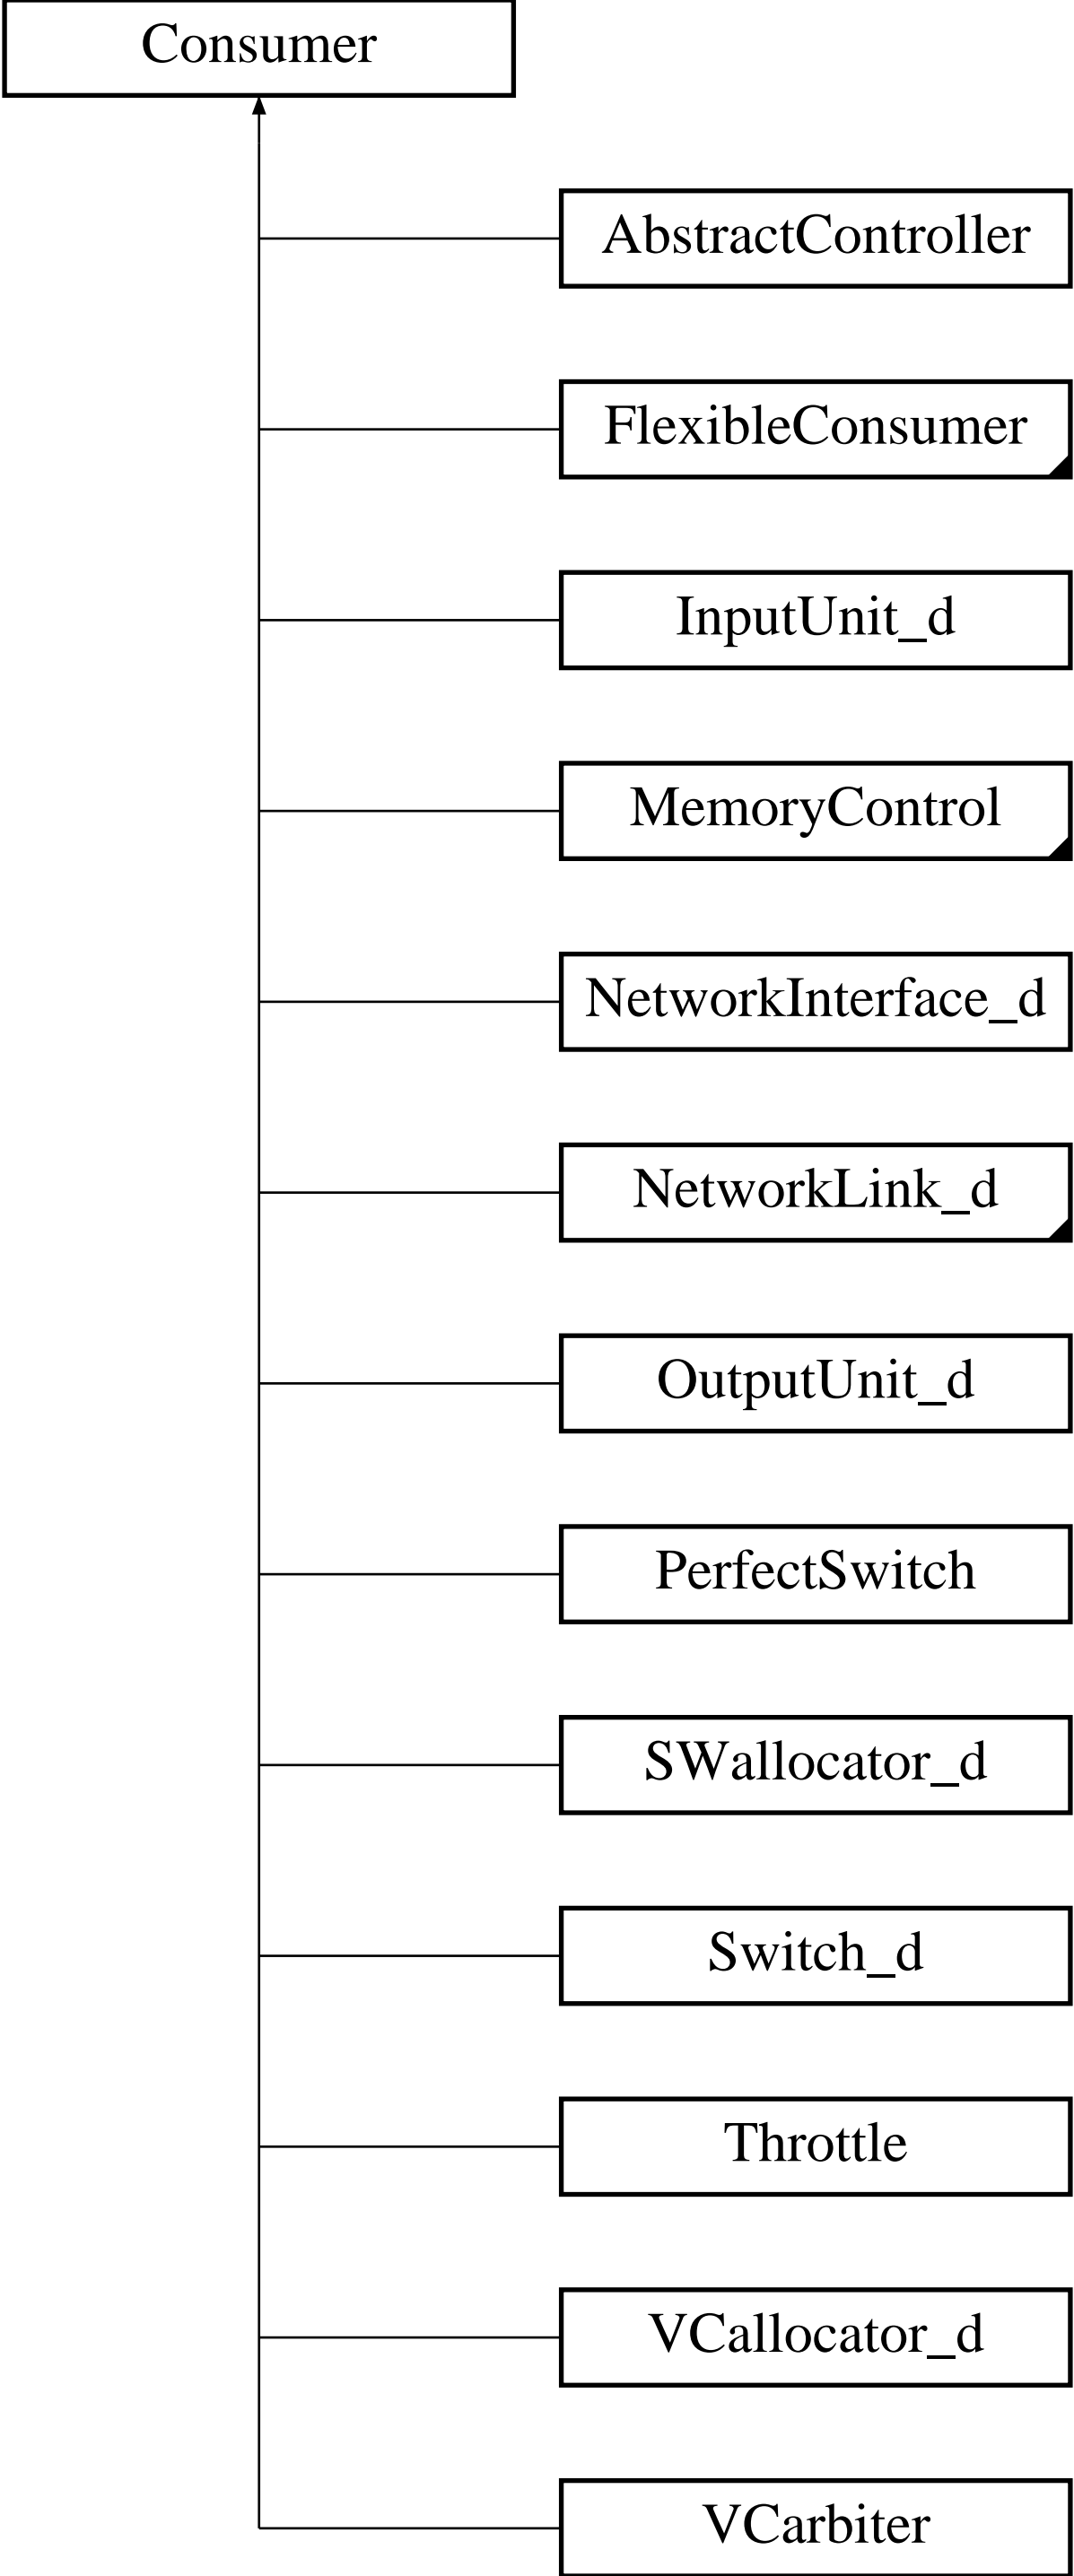 Consumer
AbstractController
FlexibleConsumer
InputUnit_d
MemoryControl
NetworkInterface_d
NetworkLink_d
OutputUnit_d
PerfectSwitch
SWallocator_d
Switch_d
Throttle
VCallocator_d
VCarbiter